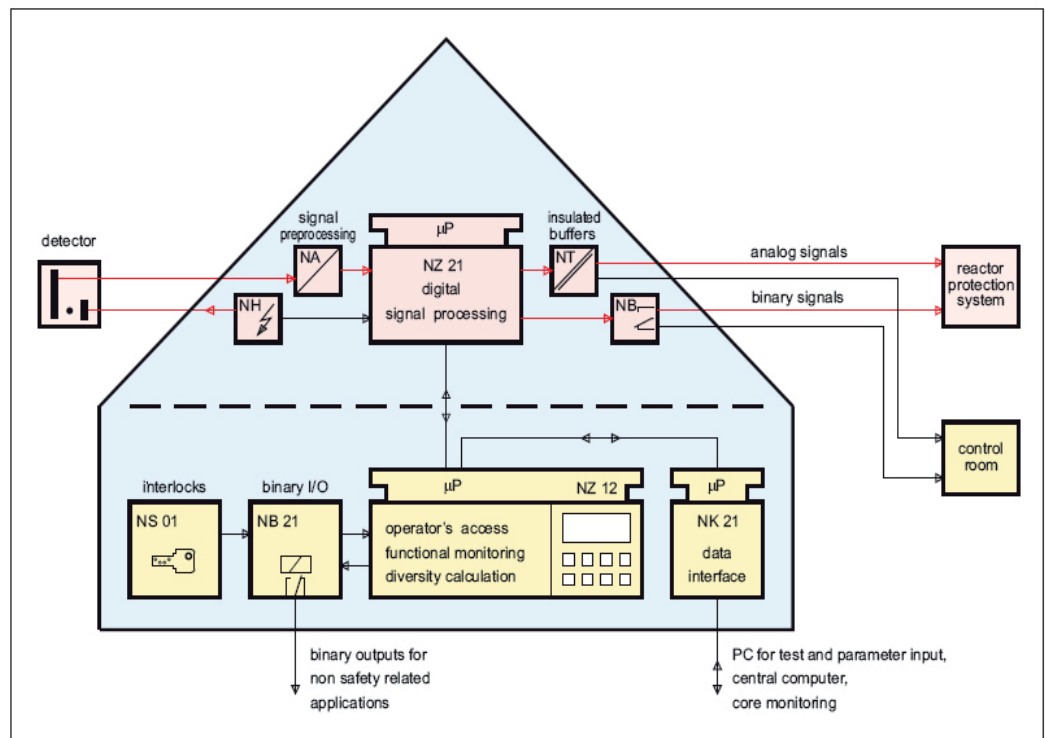 detector
signal
preprocessing
NA
NH
µP
NZ 21
digital
signal processing
insulated
buffers
NT
NB
analog signals
binary signals
reactor
protection
system
control
room
interlocks
NS 01
binary I/O
NB 21
µP
NZ 12
operator's access
functional monitoring
diversity calculation
µP
NK 21
data
interface
binary outputs for
non safety related
applications
PC for test and parameter input,
central computer,
core monitoring